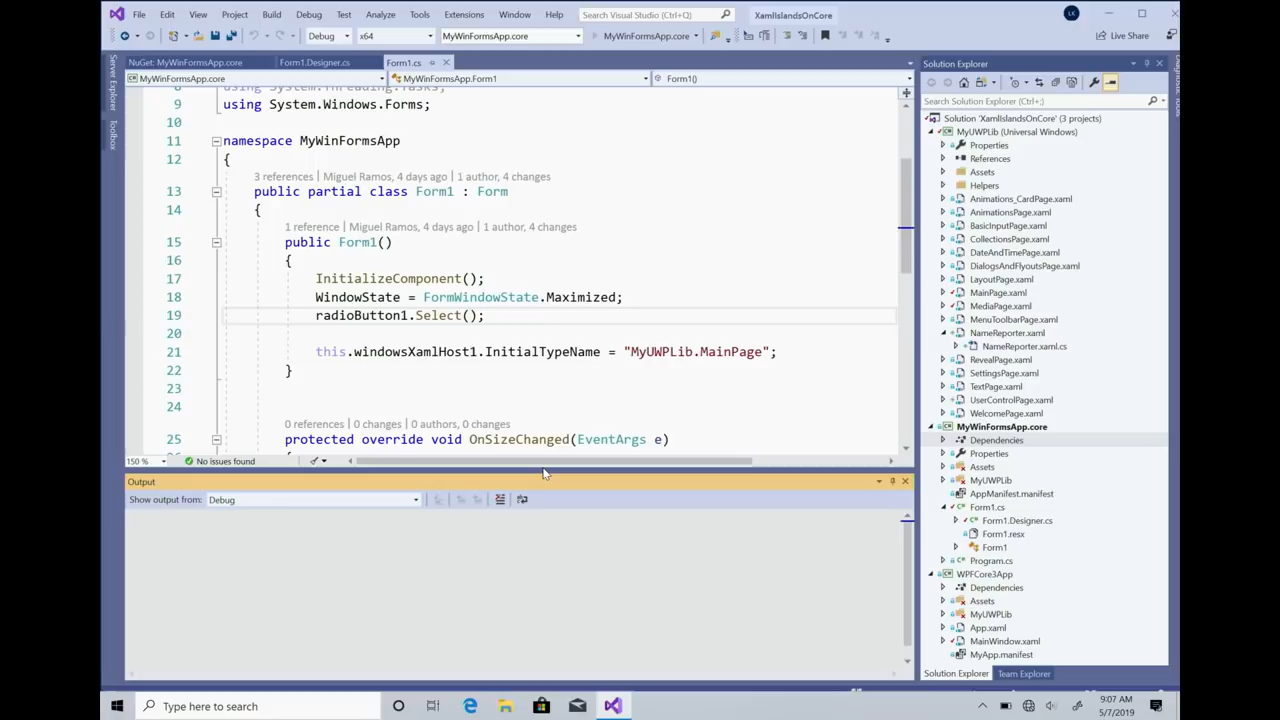 File Edit View Project Build Debug Test Analyze Tools Extensions Window Help Search Visual Studio (Ctrl+Q) XamlIslandsOnCore LK
Debug x64 MyWinFormsApp.core MyWinFormsApp.core Live Share
Server Explorer
Toolbox
NuGet: MyWinFormsApp.core Form1.Designer.cs Form1.cs
MyWinFormsApp.core MyWinFormsApp.Form1 Form1()
8 using System.Threading.Tasks;
9 using System.Windows.Forms;
10
11 namespace MyWinFormsApp
12 {
3 references | Miguel Ramos, 4 days ago | 1 author, 4 changes
13 public partial class Form1 : Form
14 {
1 reference | Miguel Ramos, 4 days ago | 1 author, 4 changes
15 public Form1()
16 {
17 InitializeComponent();
18 WindowState = FormWindowState.Maximized;
19 radioButton1.Select();
20
21 this.windowsXamlHost1.InitialTypeName = "MyUWPLib.MainPage";
22 }
23
24
0 references | 0 changes | 0 authors, 0 changes
25 protected override void OnSizeChanged(EventArgs e)
150 % No issues found
Output
Show output from: Debug
Solution Explorer
Search Solution Explorer (Ctrl+;)
Solution 'XamlIslandsOnCore' (3 projects)
MyUWPLib (Universal Windows)
Properties
References
Assets
Helpers
Animations_CardPage.xaml
AnimationsPage.xaml
BasicInputPage.xaml
CollectionsPage.xaml
DateAndTimePage.xaml
DialogsAndFlyoutsPage.xaml
LayoutPage.xaml
MainPage.xaml
MediaPage.xaml
MenuToolbarPage.xaml
NameReporter.xaml
NameReporter.xaml.cs
RevealPage.xaml
SettingsPage.xaml
TextPage.xaml
UserControlPage.xaml
WelcomePage.xaml
MyWinFormsApp.core
Dependencies
Properties
Assets
MyUWPLib
AppManifest.manifest
Form1.cs
Form1.Designer.cs
Form1.resx
Form1
Program.cs
WPFCore3App
Dependencies
Assets
MyUWPLib
App.xaml
MainWindow.xaml
MyApp.manifest
Solution Explorer Team Explorer
Type here to search
9:07 AM
5/7/2019